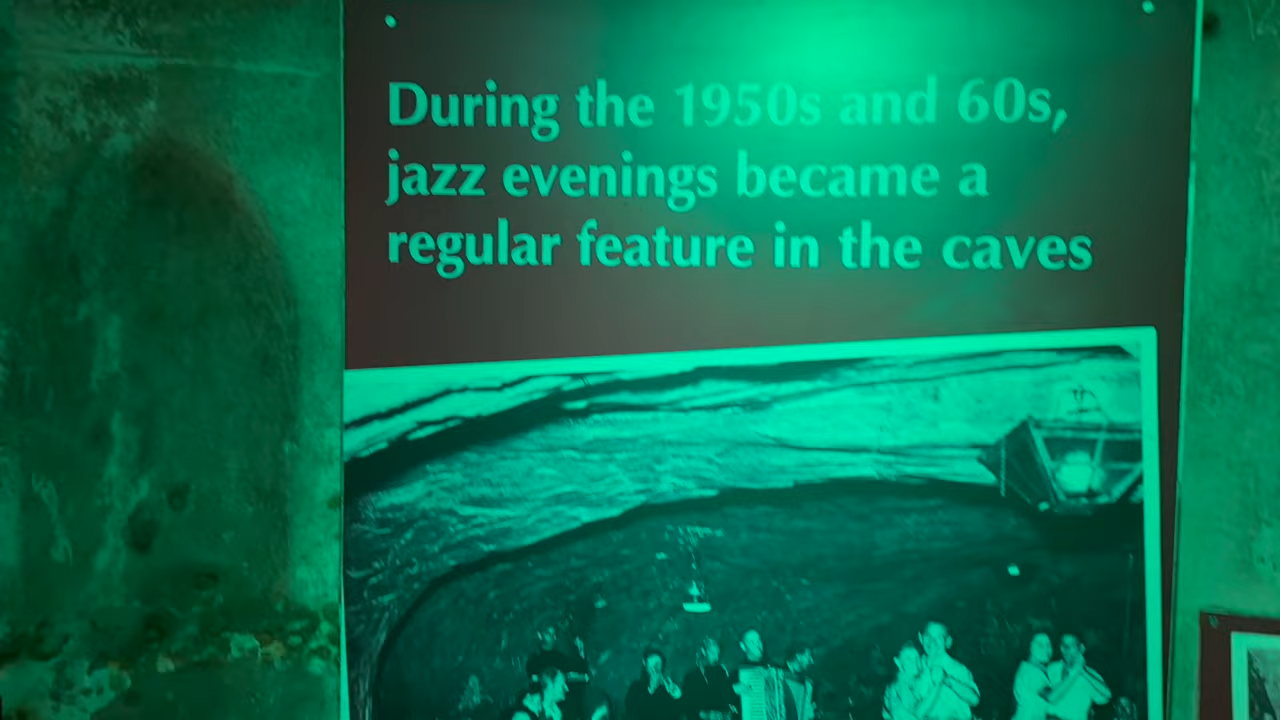 During the 1950s and 60s,
jazz evenings became a
regular feature in the caves